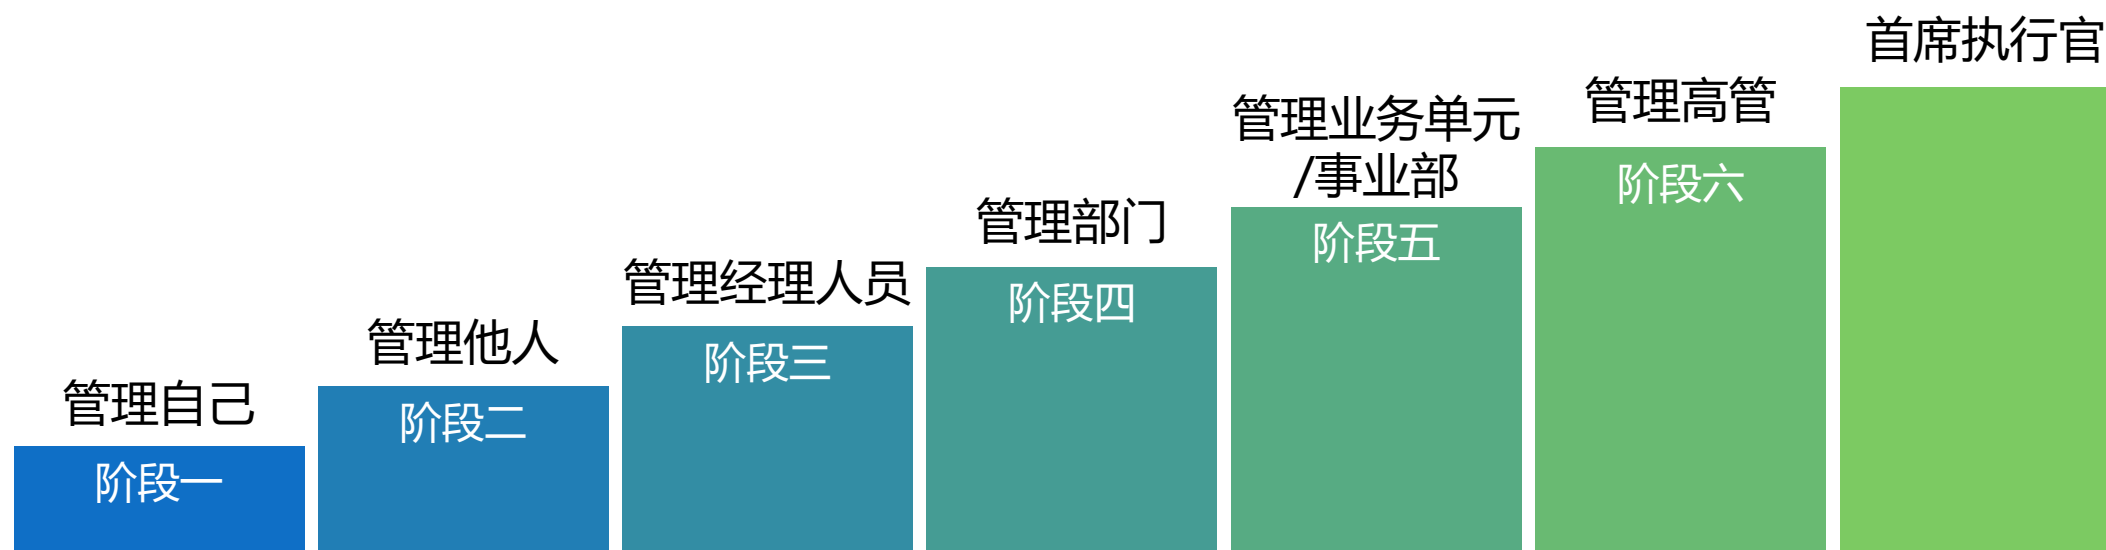 管理自己
阶段一
管理他人
阶段二
管理经理人员
阶段三
管理部门
阶段四
管理业务单元
/事业部
阶段五
管理高管
阶段六
首席执行官